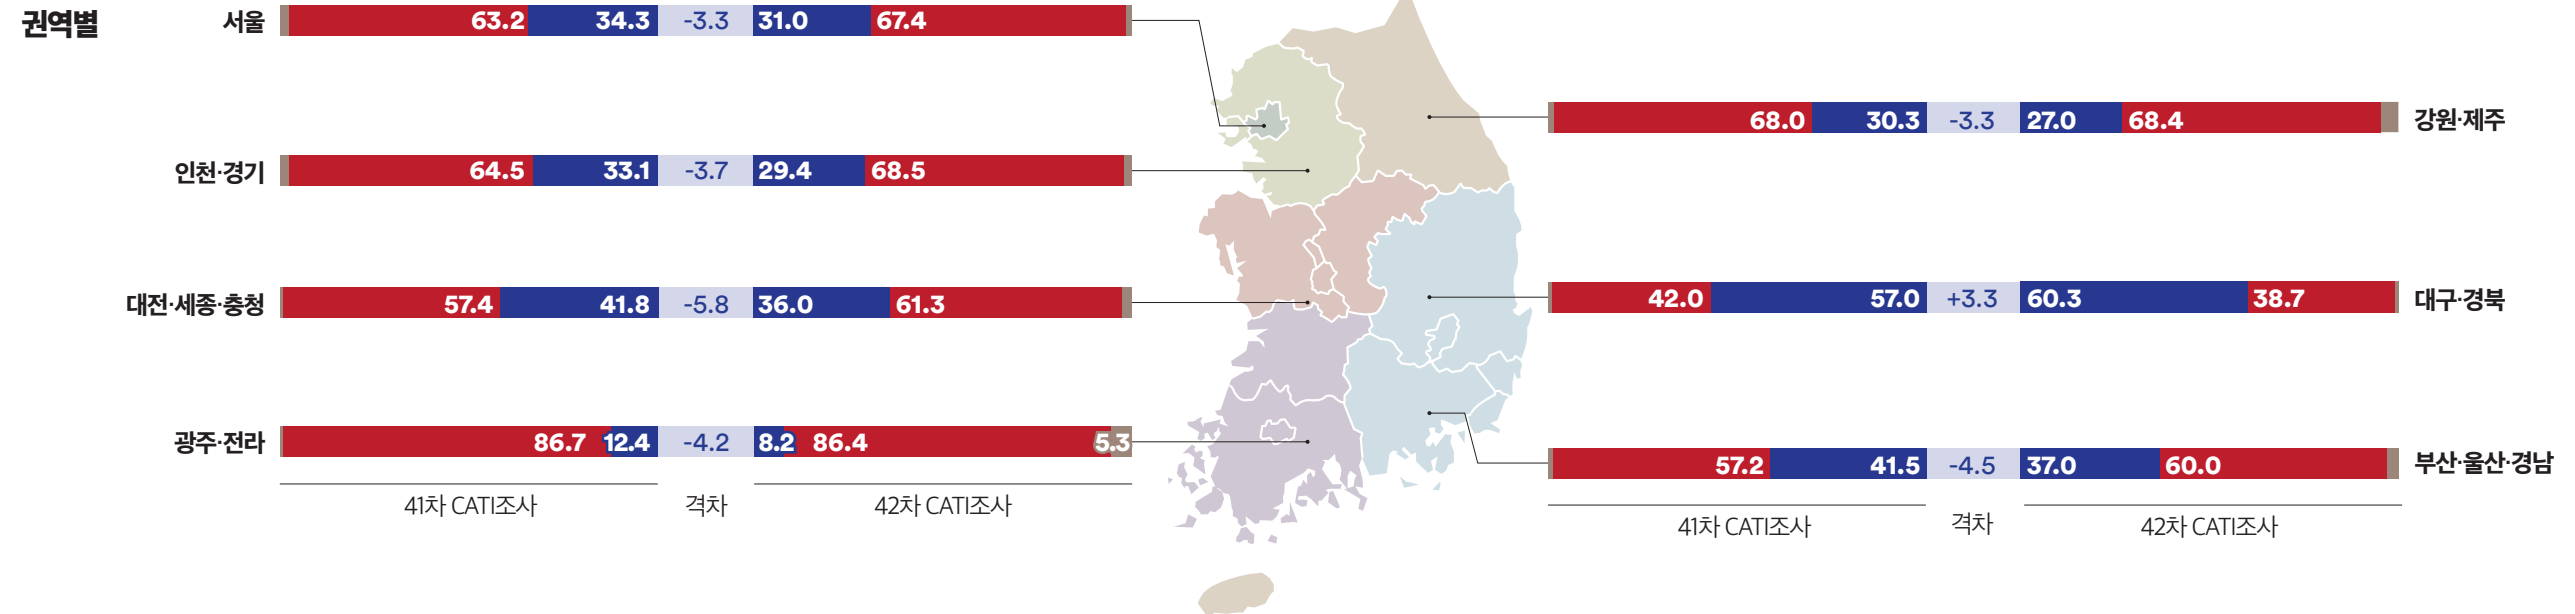 권역별
서울 63.2 34.3 -3.3 31.0 67.4
인천·경기 64.5 33.1 -3.7 29.4 68.5
대전·세종·충청 57.4 41.8 -5.8 36.0 61.3
광주·전라 86.7 12.4 -4.2 8.2 86.4 5.3
41차 CATI조사 격차 42차 CATI조사
68.0 30.3 -3.3 27.0 68.4 강원·제주
42.0 57.0 +3.3 60.3 38.7 대구·경북
57.2 41.5 -4.5 37.0 60.0 부산·울산·경남
41차 CATI조사 격차 42차 CATI조사